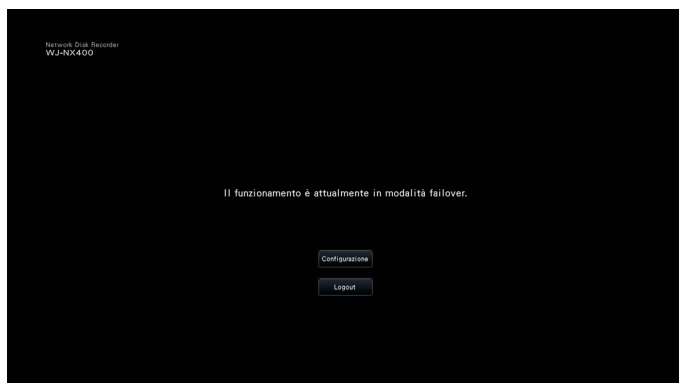 Network Disk Recorder
WJ-NX400
Il funzionamento è attualmente in modalità failover.
Configurazione
Logout